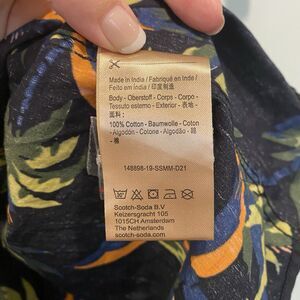 Made in India / Fabriqué en Inde /
Feito em India / 印度制造
Body - Oberstoff - Corps - Corpo -
Tessuto esterno - Exterior - 表地 -
面料:
100% Cotton - Baumwolle - Coton -
Algodón - Cotone - Algodão - 綿 -
棉
148898-19-SSMM-D21
Scotch-Soda B.V
Keizersgracht 105
1015CH Amsterdam
The Netherlands
scotch-soda.com